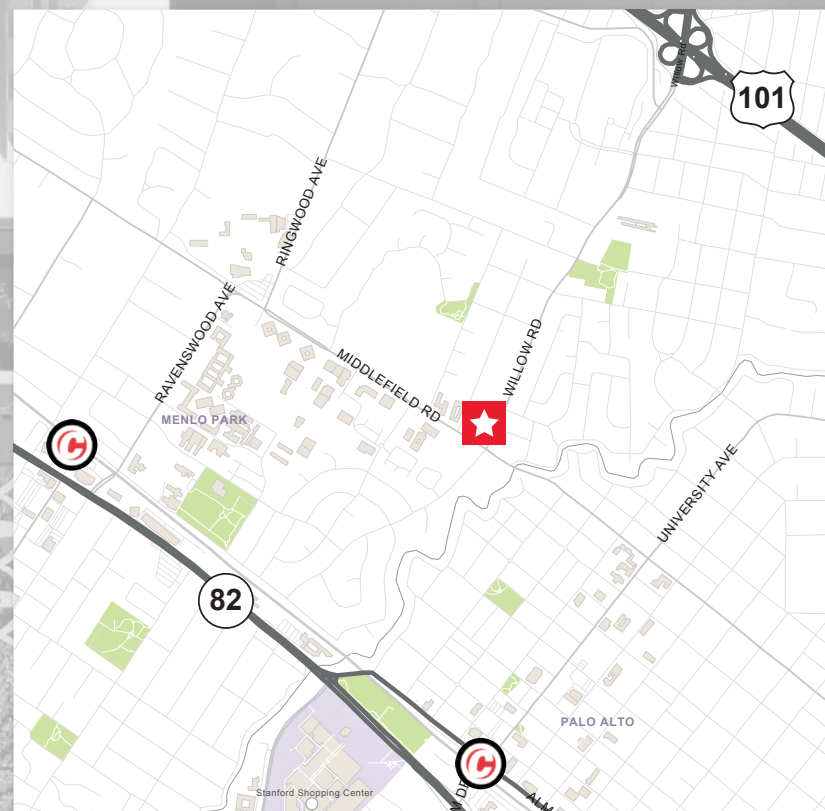 Willow Rd
101
RINGWOOD AVE
RAVENSWOOD AVE
MIDDLEFIELD RD
WILLOW RD
MENLO PARK
UNIVERSITY AVE
82
PALO ALTO
Stanford Shopping Center
ALM